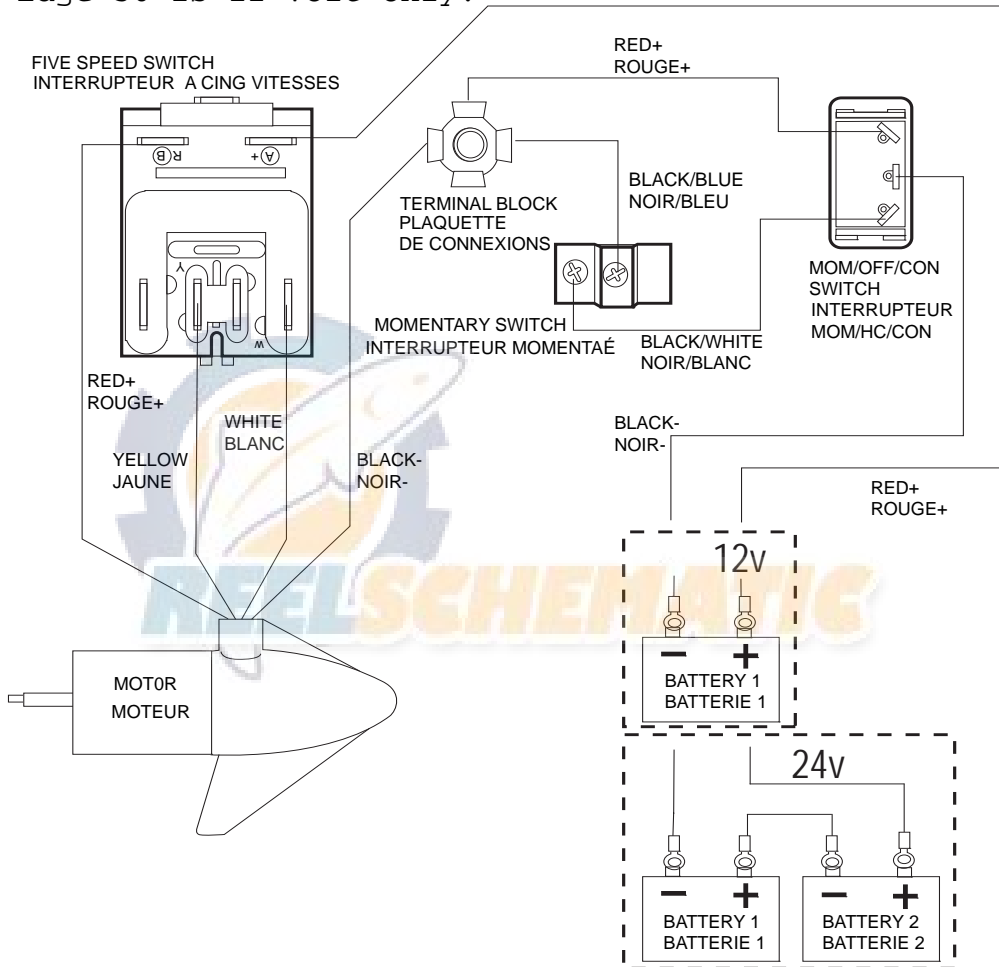 FIVE SPEED SWITCH
INTERRUPTEUR A CING VITESSES
RED+
ROUGE+
R B
A +
TERMINAL BLOCK
PLAQUETTE
DE CONNEXIONS
BLACK/BLUE
NOIR/BLEU
MOM/OFF/CON
SWITCH
INTERRUPTEUR
MOM/HC/CON
Y
W
MOMENTARY SWITCH
INTERRUPTEUR MOMENTAÉ
BLACK/WHITE
NOIR/BLANC
RED+
ROUGE+
WHITE
BLANC
YELLOW
JAUNE
BLACK-
NOIR-
BLACK-
NOIR-
RED+
ROUGE+
REELSCHEMATIC
12v
- +
BATTERY 1
BATTERIE 1
MOT0R
MOTEUR
24v
- +
BATTERY 1
BATTERIE 1
- +
BATTERY 2
BATTERIE 2